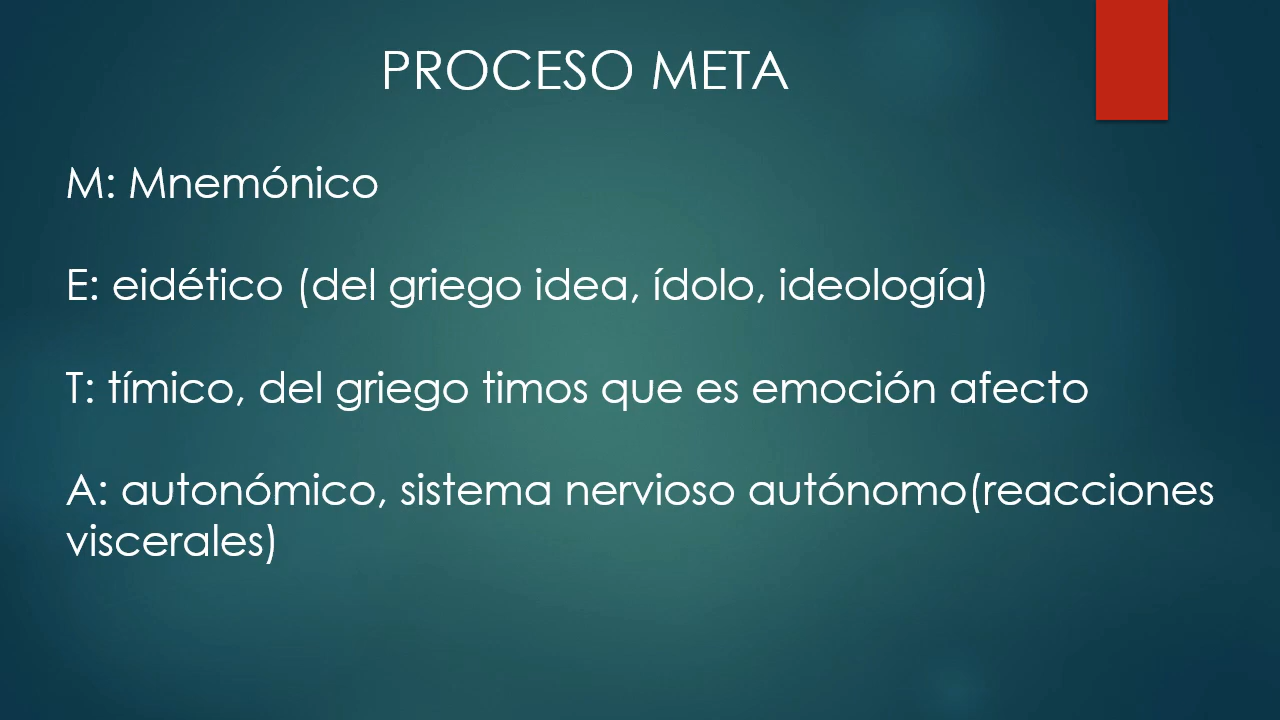 PROCESO META
M: Mnemónico
E: eidético (del griego idea, ídolo, ideología)
T: tímico, del griego timos que es emoción afecto
A: autonómico, sistema nervioso autónomo(reacciones
viscerales)